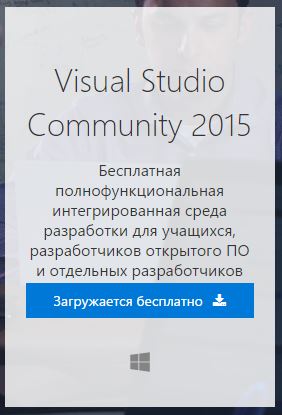 Visual Studio
Community 2015
Бесплатная
полнофункциональная
интегрированная среда
разработки для учащихся,
разработчиков открытого ПО
и отдельных разработчиков
Загружается бесплатно